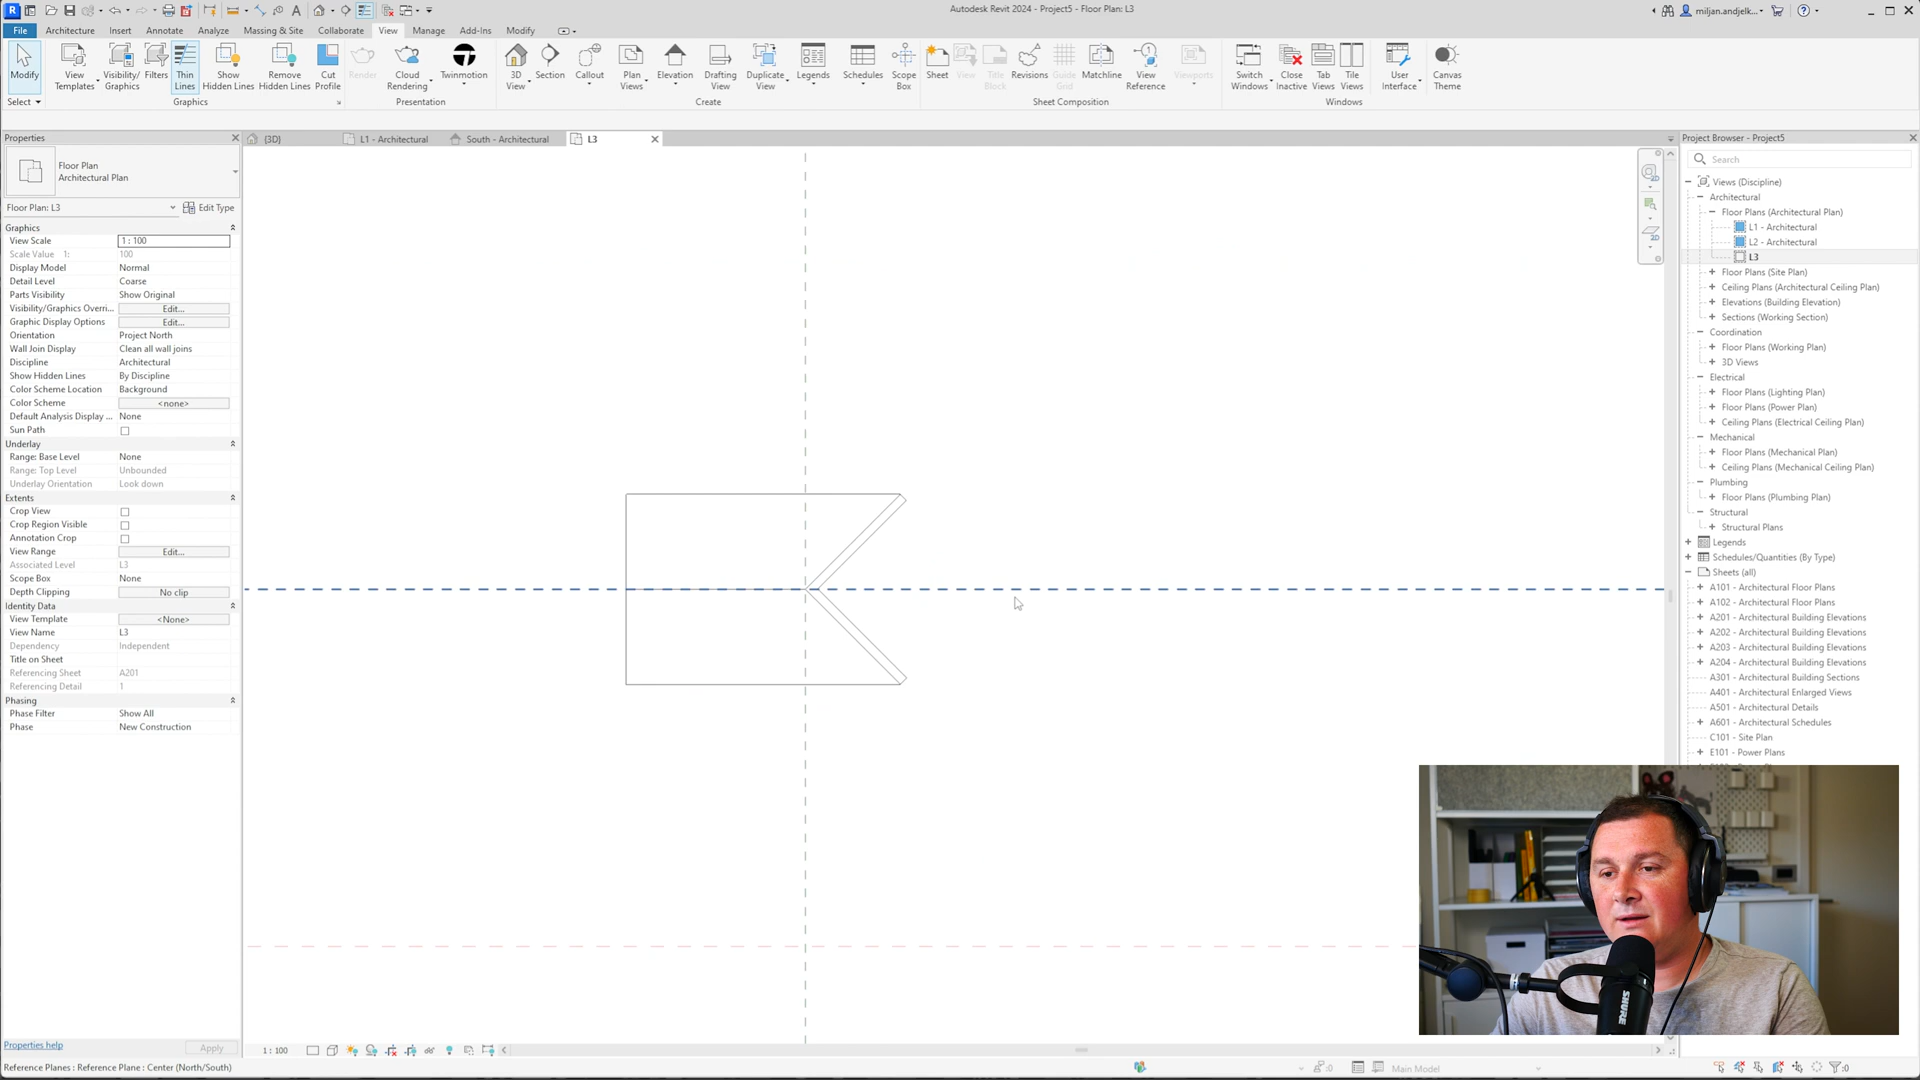 Autodesk Revit 2024 - Project5 - Floor Plan: L3
miljan.andjelk...
File Architecture Insert Annotate Analyze Massing & Site Collaborate View Manage Add-Ins Modify
Modify
View Templates
Visibility/ Graphics
Filters
Thin Lines
Show Hidden Lines
Remove Hidden Lines
Cut Profile
Render
Cloud Rendering
Twinmotion
3D View
Section
Callout
Plan Views
Elevation
Drafting View
Duplicate View
Legends
Schedules
Scope Box
Sheet
View
Title Block
Revisions
Guide Grid
Matchline
View Reference
Viewports
Switch Windows
Close Inactive
Tab Views
Tile Views
User Interface
Canvas Theme
Select Graphics Presentation Create Sheet Composition Windows
Properties
{3D} L1 - Architectural South - Architectural L3
Project Browser - Project5
Floor Plan
Architectural Plan
Floor Plan: L3 Edit Type
Graphics
View Scale 1 : 100
Scale Value 1: 100
Display Model Normal
Detail Level Coarse
Parts Visibility Show Original
Visibility/Graphics Overri... Edit...
Graphic Display Options Edit...
Orientation Project North
Wall Join Display Clean all wall joins
Discipline Architectural
Show Hidden Lines By Discipline
Color Scheme Location Background
Color Scheme <none>
Default Analysis Display ... None
Sun Path
Underlay
Range: Base Level None
Range: Top Level Unbounded
Underlay Orientation Look down
Extents
Crop View
Crop Region Visible
Annotation Crop
View Range Edit...
Associated Level L3
Scope Box None
Depth Clipping No clip
Identity Data
View Template <None>
View Name L3
Dependency Independent
Title on Sheet
Referencing Sheet A201
Referencing Detail 1
Phasing
Phase Filter Show All
Phase New Construction
Properties help Apply
Search
Views (Discipline)
Architectural
Floor Plans (Architectural Plan)
L1 - Architectural
L2 - Architectural
L3
Floor Plans (Site Plan)
Ceiling Plans (Architectural Ceiling Plan)
Elevations (Building Elevation)
Sections (Working Section)
Coordination
Floor Plans (Working Plan)
3D Views
Electrical
Floor Plans (Lighting Plan)
Floor Plans (Power Plan)
Ceiling Plans (Electrical Ceiling Plan)
Mechanical
Floor Plans (Mechanical Plan)
Ceiling Plans (Mechanical Ceiling Plan)
Plumbing
Floor Plans (Plumbing Plan)
Structural
Structural Plans
Legends
Schedules/Quantities (By Type)
Sheets (all)
A101 - Architectural Floor Plans
A102 - Architectural Floor Plans
A201 - Architectural Building Elevations
A202 - Architectural Building Elevations
A203 - Architectural Building Elevations
A204 - Architectural Building Elevations
A301 - Architectural Building Sections
A401 - Architectural Enlarged Views
A501 - Architectural Details
A601 - Architectural Schedules
C101 - Site Plan
E101 - Power Plans
SHURE
1 : 100
Reference Planes : Reference Plane : Center (North/South)
:0
Main Model
:0